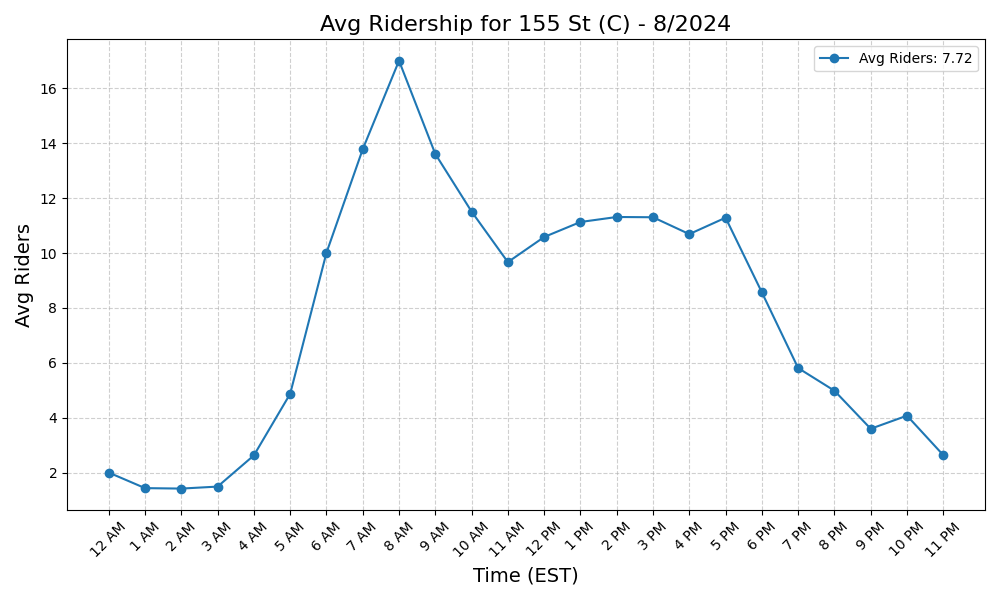 Avg Ridership for 155 St (C) - 8/2024
Avg Riders: 7.72
Avg Riders
16
14
12
10
8
6
4
2
12 AM
1 AM
2 AM
3 AM
4 AM
5 AM
6 AM
7 AM
8 AM
9 AM
10 AM
11 AM
12 PM
1 PM
2 PM
3 PM
4 PM
5 PM
6 PM
7 PM
8 PM
9 PM
10 PM
11 PM
Time (EST)